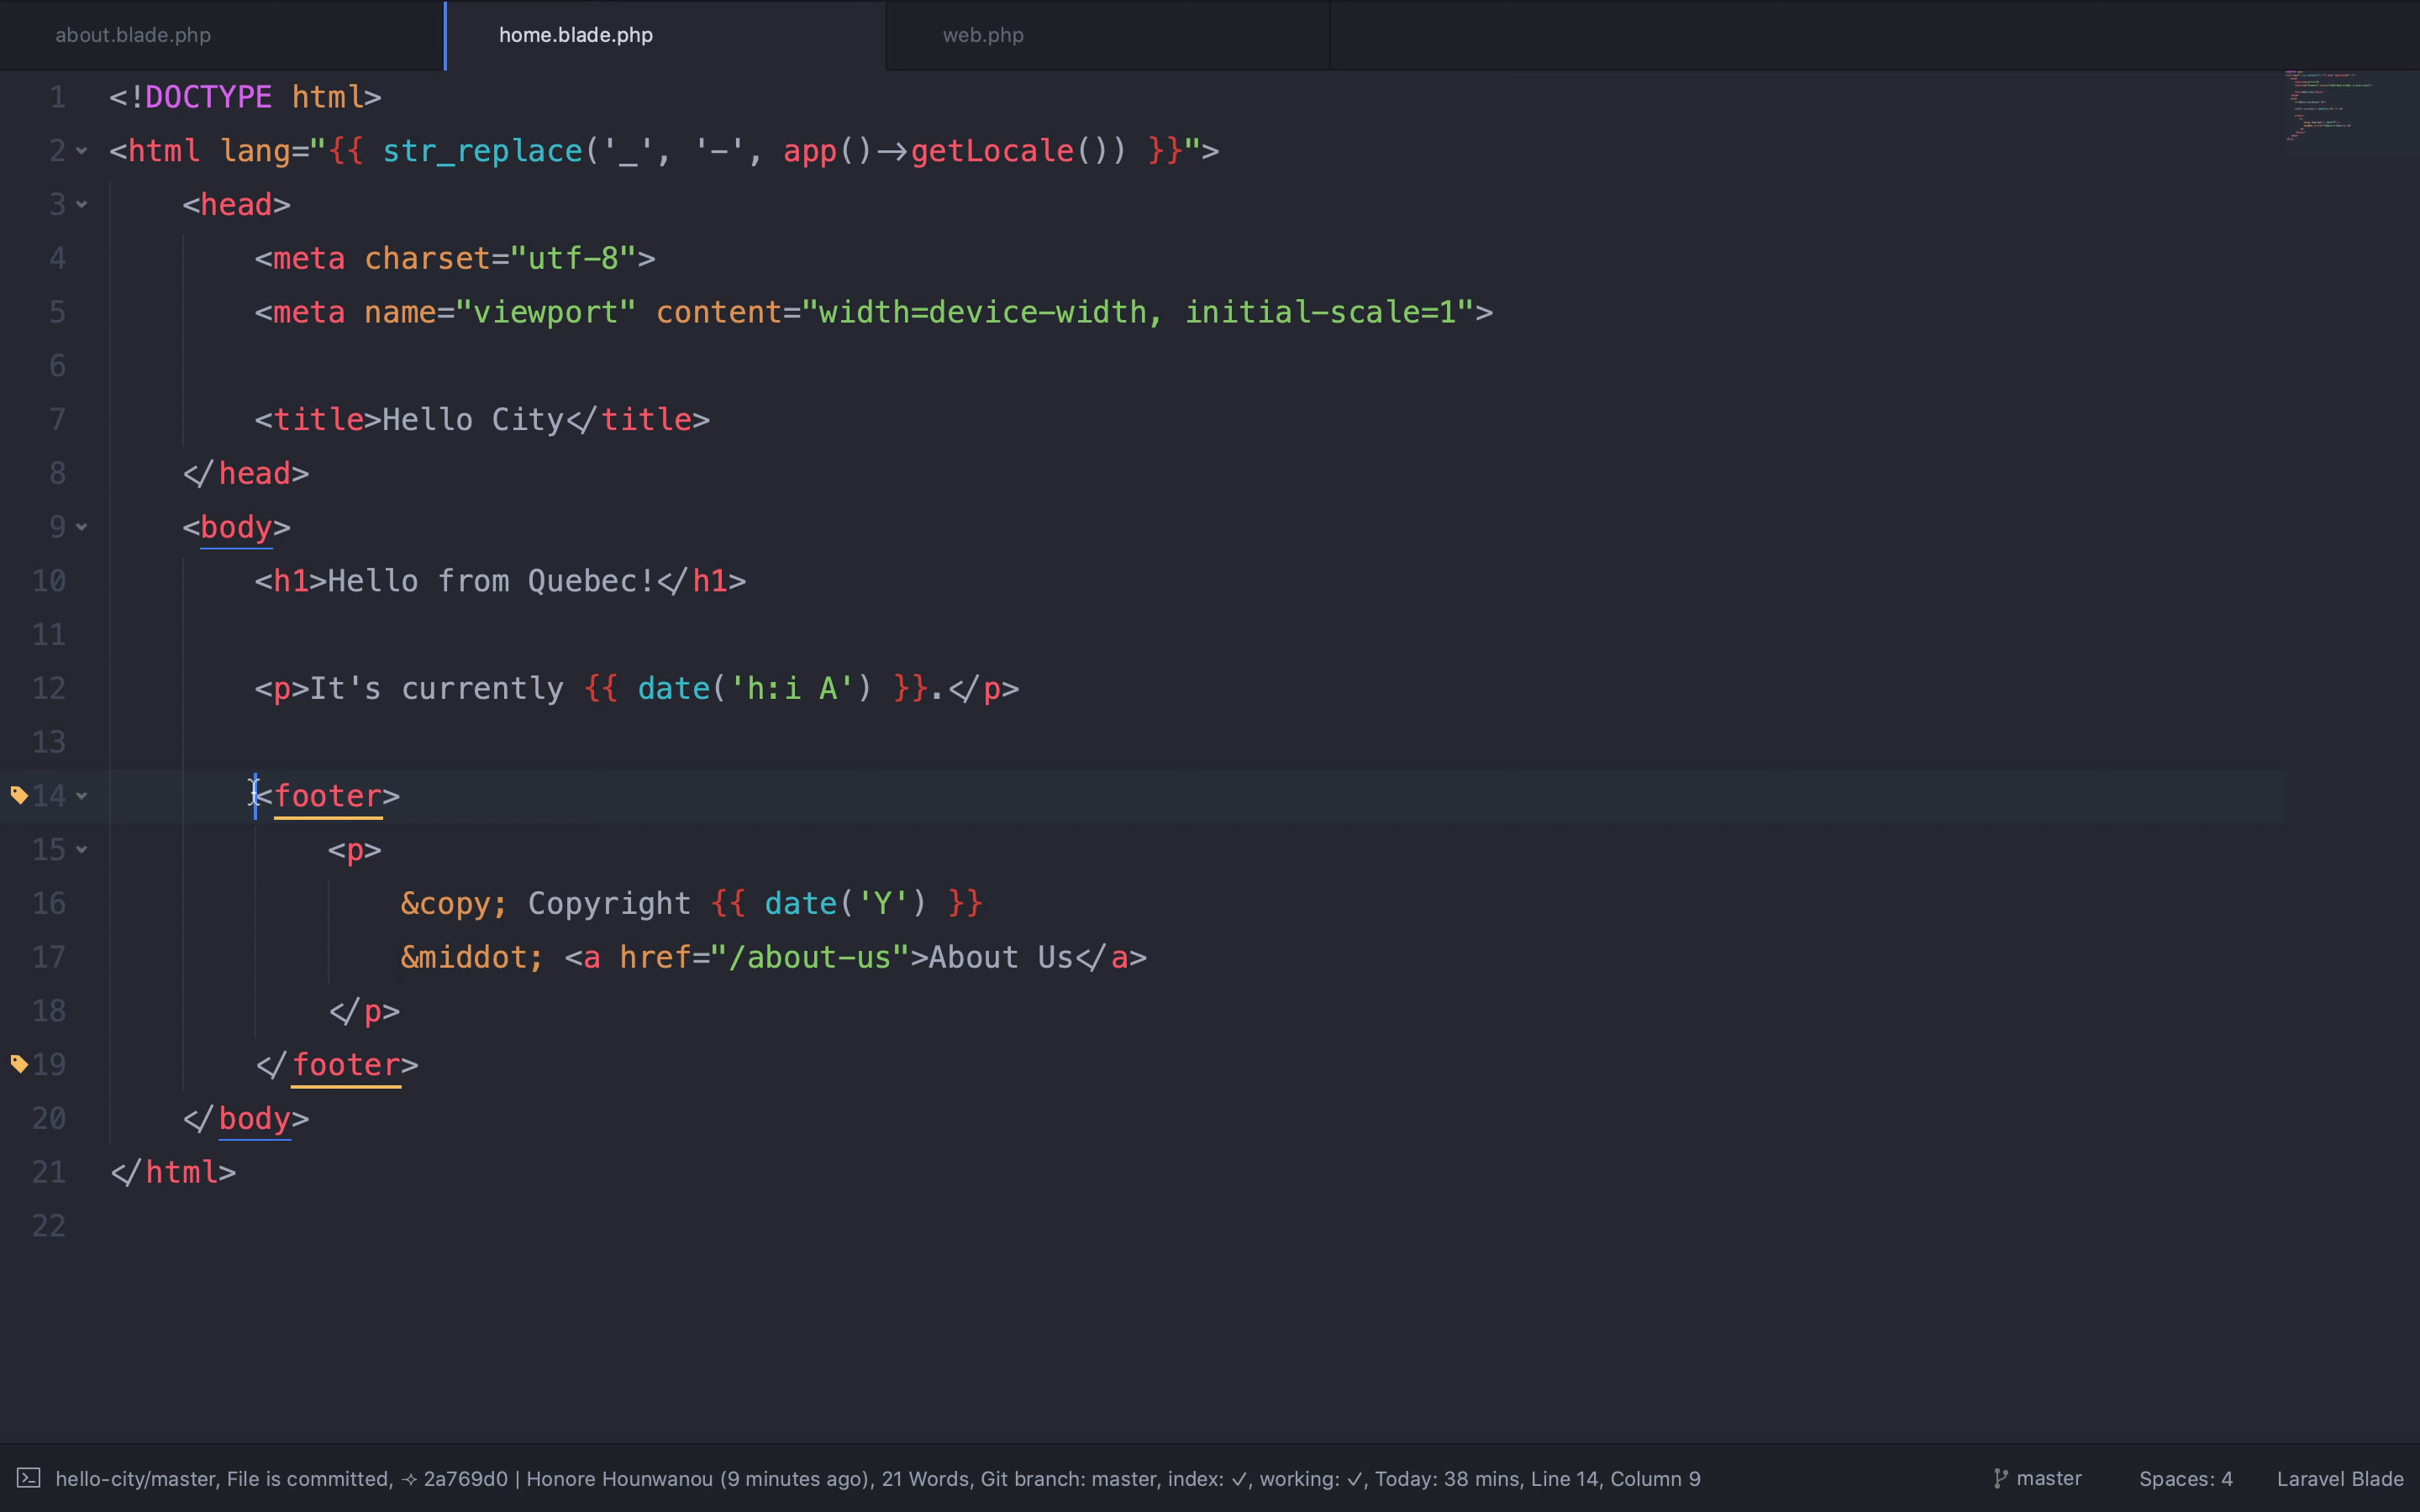 about.blade.php
home.blade.php
web.php
1 <!DOCTYPE html>
2 <html lang="{{ str_replace('_', '-', app()->getLocale()) }}">
3 <head>
4 <meta charset="utf-8">
5 <meta name="viewport" content="width=device-width, initial-scale=1">
6
7 <title>Hello City</title>
8 </head>
9 <body>
10 <h1>Hello from Quebec!</h1>
11
12 <p>It's currently {{ date('h:i A') }}.</p>
13
14 <footer>
15 <p>
16 &copy; Copyright {{ date('Y') }}
17 &middot; <a href="/about-us">About Us</a>
18 </p>
19 </footer>
20 </body>
21 </html>
22
hello-city/master, File is committed, 2a769d0 | Honore Hounwanou (9 minutes ago), 21 Words, Git branch: master, index: ✓, working: ✓, Today: 38 mins, Line 14, Column 9
master
Spaces: 4
Laravel Blade